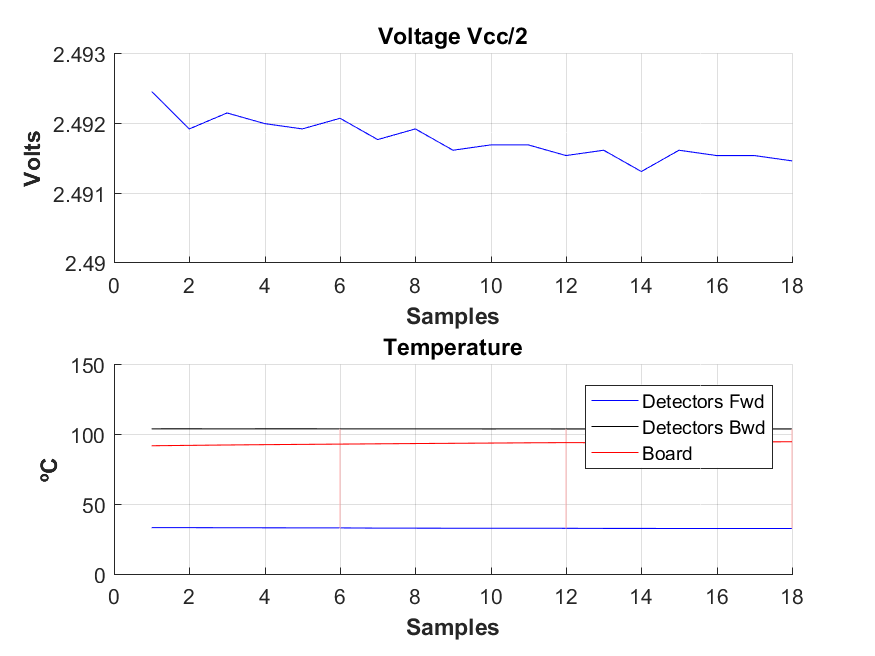 Voltage Vcc/2
2.493
2.492
2.491
2.49
Volts
0 2 4 6 8 10 12 14 16 18
Samples
Temperature
150
100
50
0
ºC
Detectors Fwd
Detectors Bwd
Board
0 2 4 6 8 10 12 14 16 18
Samples